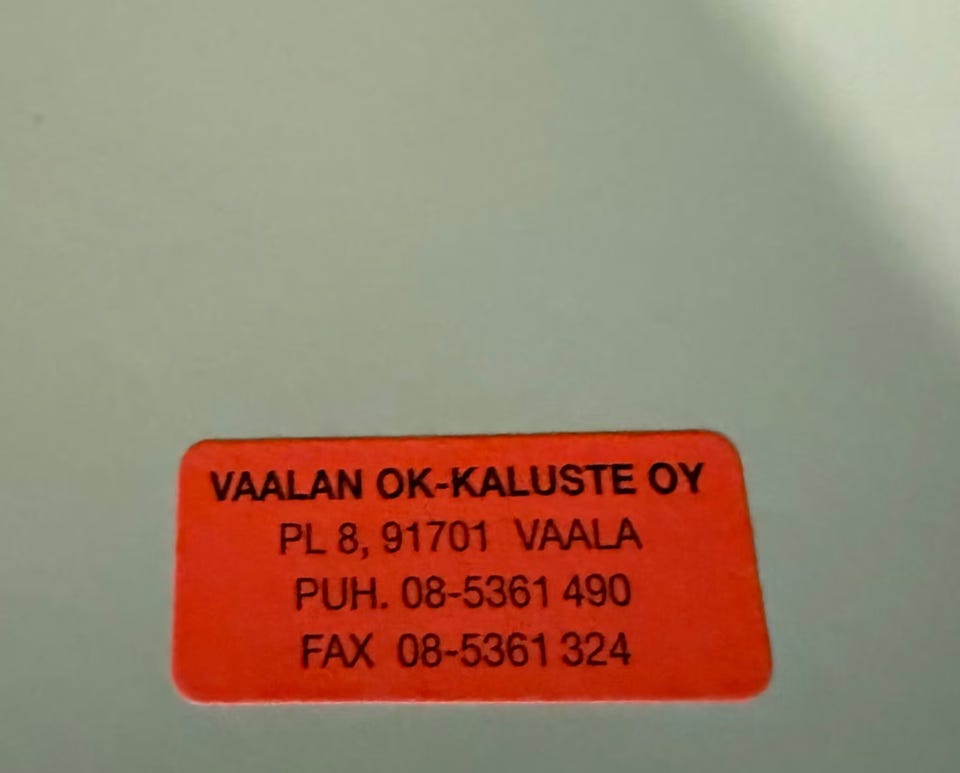 VAALAN OK-KALUSTE OY
PL 8, 91701 VAALA
PUH. 08-5361 490
FAX 08-5361 324